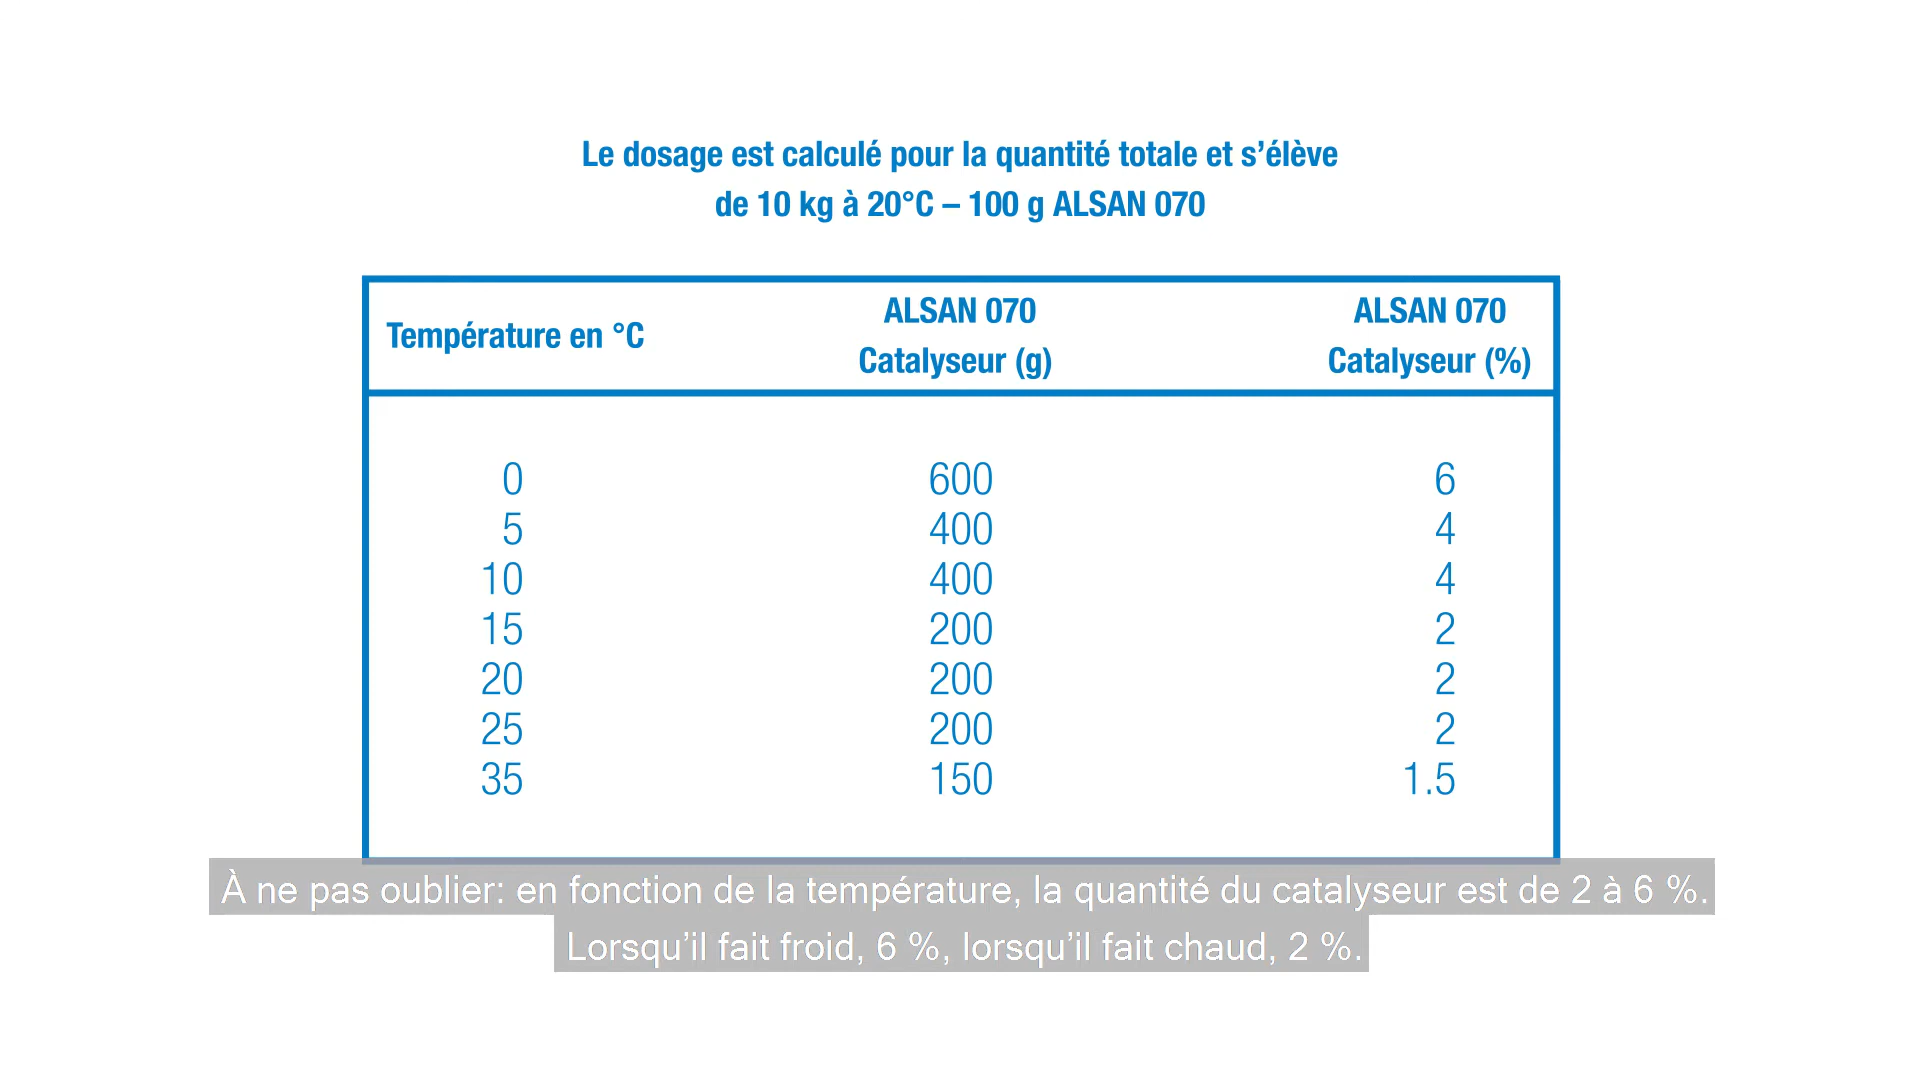 Le dosage est calculé pour la quantité totale et s’élève
de 10 kg à 20°C – 100 g ALSAN 070
Température en °C
ALSAN 070
Catalyseur (g)
ALSAN 070
Catalyseur (%)
0 600 6
5 400 4
10 400 4
15 200 2
20 200 2
25 200 2
35 150 1.5
À ne pas oublier: en fonction de la température, la quantité du catalyseur est de 2 à 6 %.
Lorsqu’il fait froid, 6 %, lorsqu’il fait chaud, 2 %.